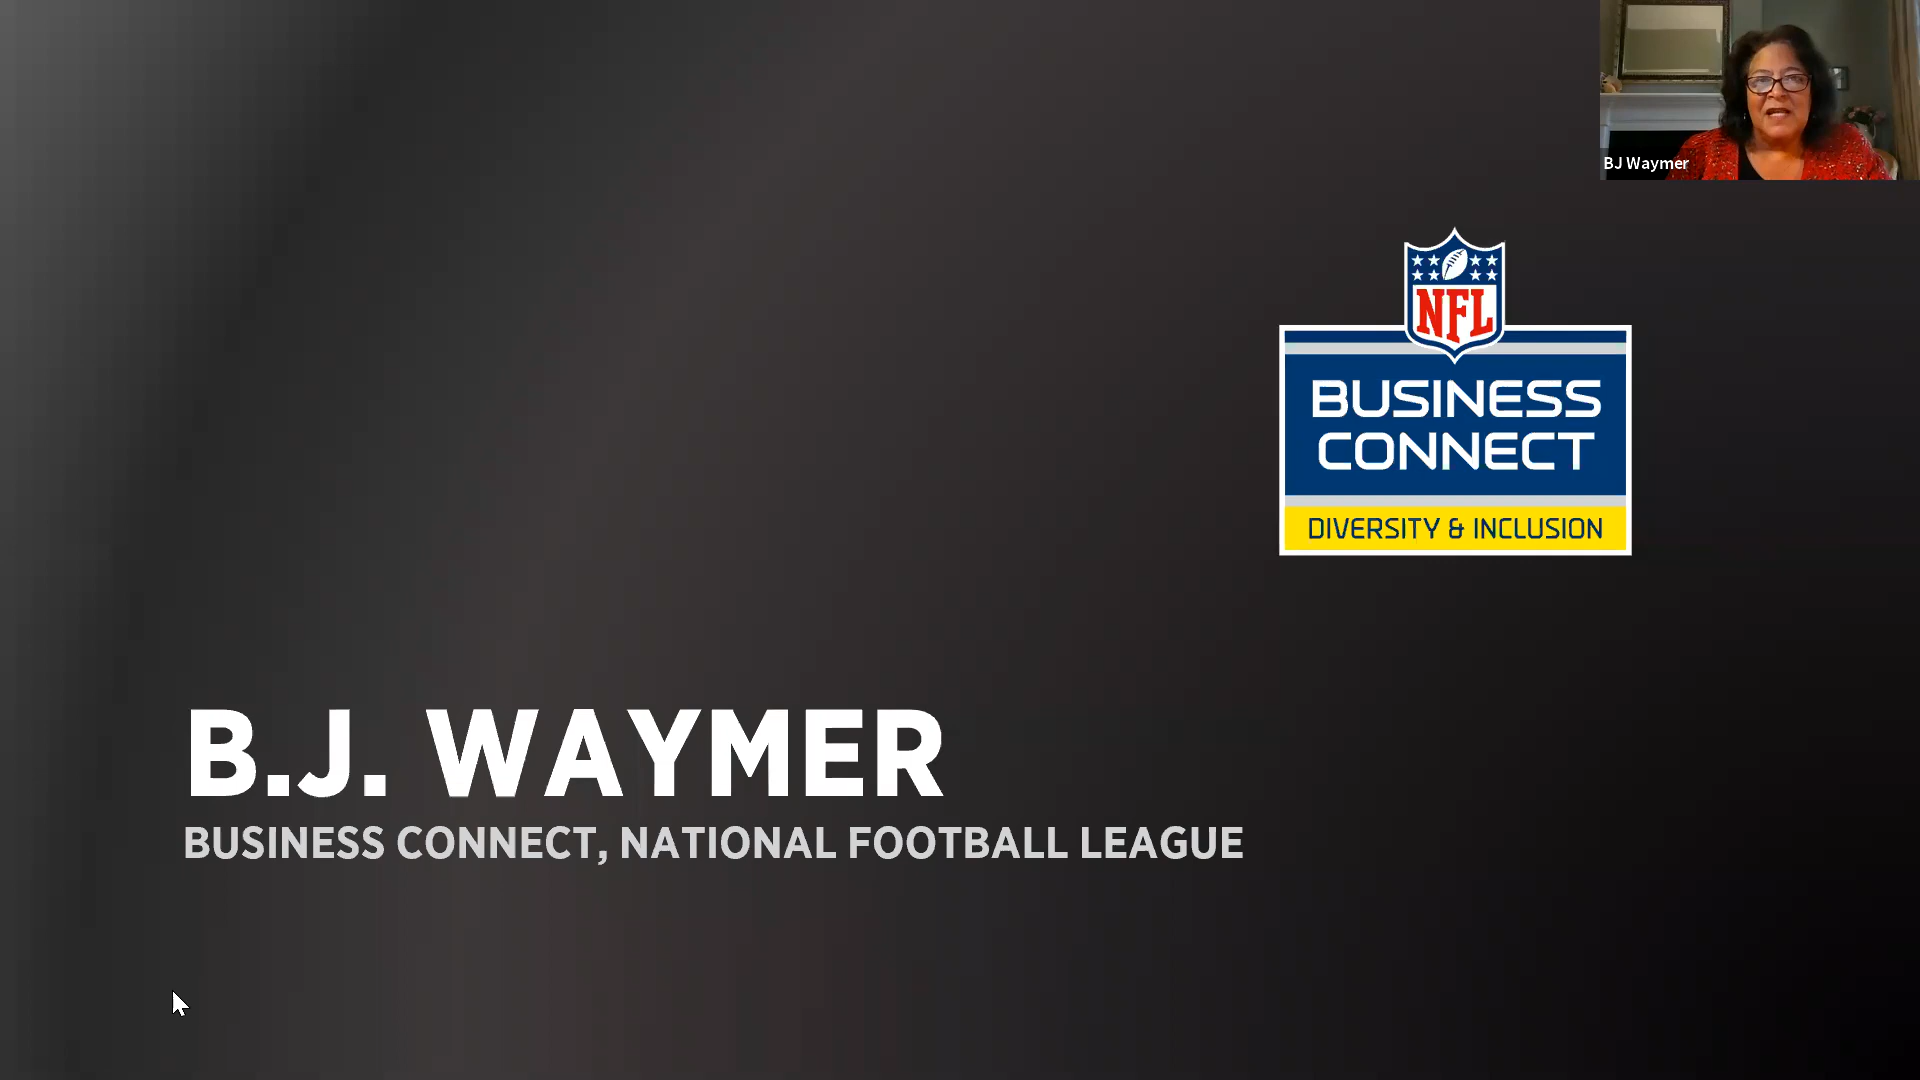 BJ Waymer
NFL
BUSINESS
CONNECT
DIVERSITY & INCLUSION
B.J. WAYMER
BUSINESS CONNECT, NATIONAL FOOTBALL LEAGUE